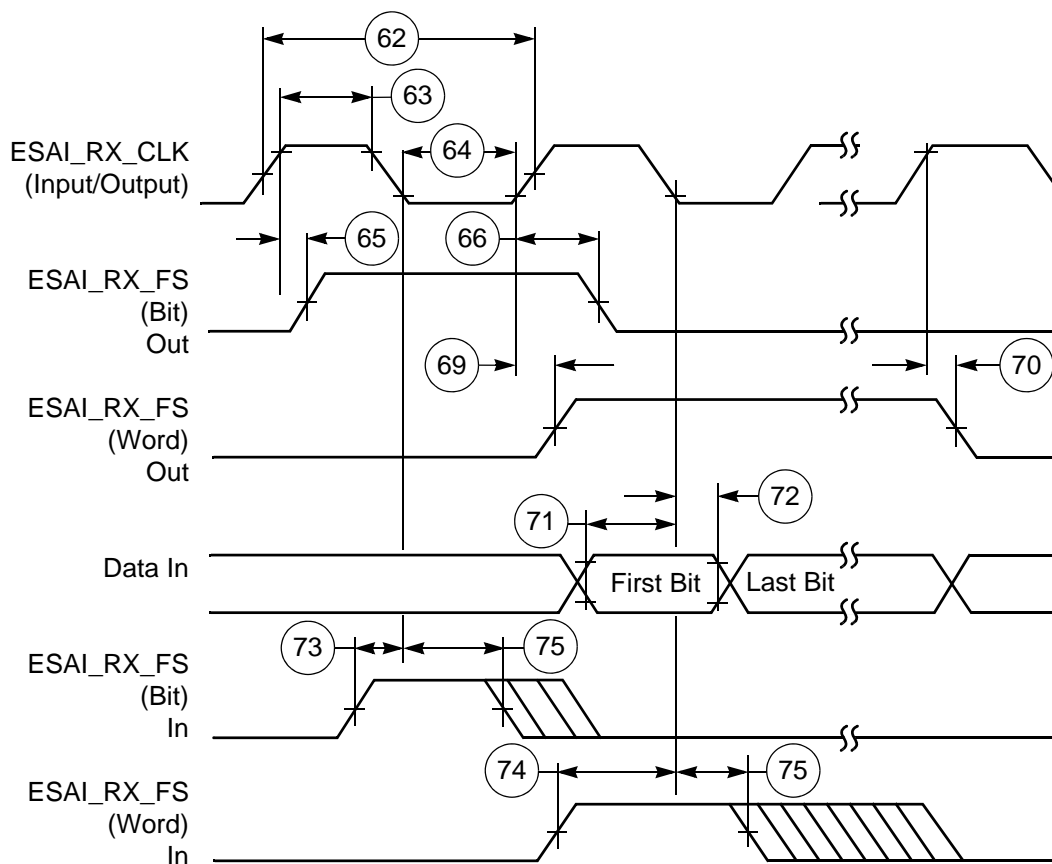 62
63
ESAI_RX_CLK
(Input/Output)
64
65
66
ESAI_RX_FS
(Bit)
Out
69
70
ESAI_RX_FS
(Word)
Out
71
72
Data In
First Bit
Last Bit
73
75
ESAI_RX_FS
(Bit)
In
74
75
ESAI_RX_FS
(Word)
In